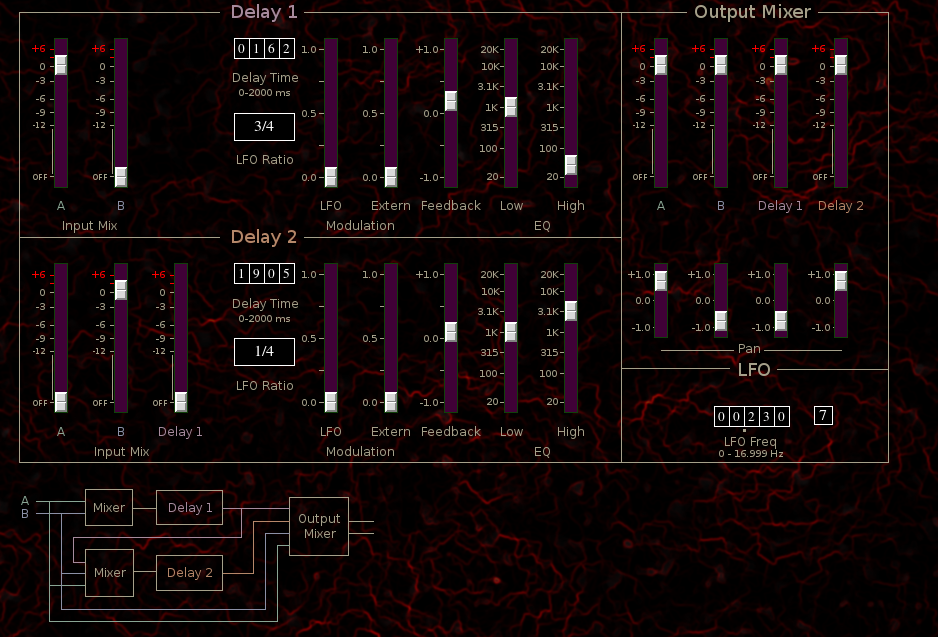 Delay 1
Output Mixer
+6 +6 0 1 6 2 1.0 1.0 +1.0 20K 20K +6 +6 +6 +6
0 0 Delay Time 10K 10K 0 0 0 0
-3 -3 0-2000 ms 3.1K 3.1K -3 -3 -3 -3
-6 -6 -6 -6 -6 -6
-9 -9 3/4 0.5 0.5 0.0 1K 1K -9 -9 -9 -9
-12 -12 315 315 -12 -12 -12 -12
LFO Ratio 100 100
OFF OFF 0.0 0.0 -1.0 20 20 OFF OFF OFF OFF
A B LFO Extern Feedback Low High A B Delay 1 Delay 2
Input Mix Modulation EQ
Delay 2
+6 +6 +6 1 9 0 5 1.0 1.0 +1.0 20K 20K +1.0 +1.0 +1.0 +1.0
0 0 0 Delay Time 10K 10K 0.0 0.0 0.0 0.0
-3 -3 -3 0-2000 ms 3.1K 3.1K
-6 -6 -6 1K 1K -1.0 -1.0 -1.0 -1.0
-9 -9 -9 1/4 0.5 0.5 0.0
-12 -12 -12 315 315 Pan
LFO Ratio 100 100 LFO
OFF OFF OFF 0.0 0.0 -1.0 20 20 0 0 2 3 0 7
A B Delay 1 LFO Extern Feedback Low High LFO Freq
Input Mix Modulation EQ 0 - 16.999 Hz
A Mixer Delay 1 Output
B Mixer
Mixer Delay 2